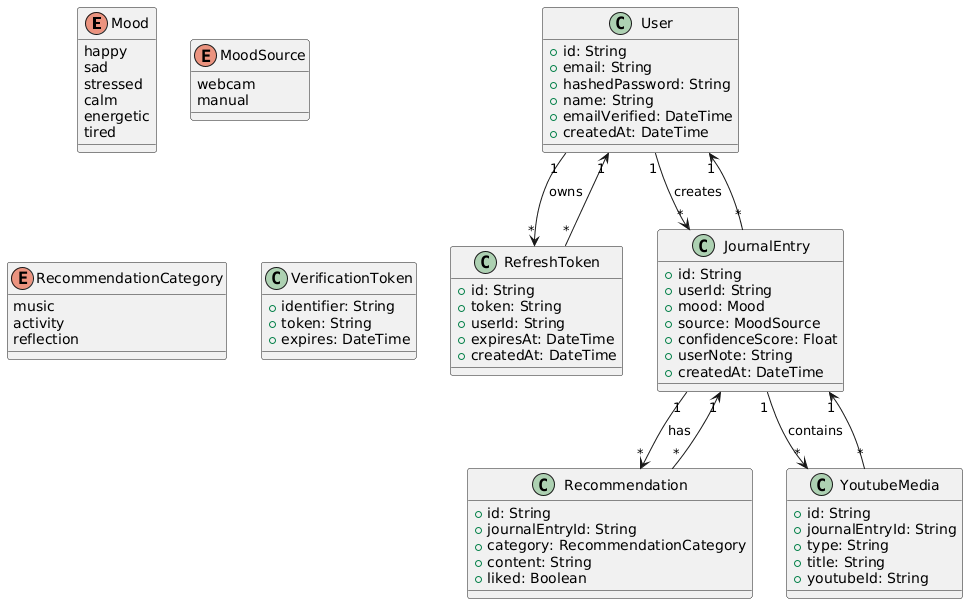 E Mood
happy
sad
stressed
calm
energetic
tired
E MoodSource
webcam
manual
C User
id: String
email: String
hashedPassword: String
name: String
emailVerified: DateTime
createdAt: DateTime
1 1 1 1
owns creates
* * * *
E RecommendationCategory
music
activity
reflection
C VerificationToken
identifier: String
token: String
expires: DateTime
C RefreshToken
id: String
token: String
userId: String
expiresAt: DateTime
createdAt: DateTime
C JournalEntry
id: String
userId: String
mood: Mood
source: MoodSource
confidenceScore: Float
userNote: String
createdAt: DateTime
1 1 1 1
has contains
* * * *
C Recommendation
id: String
journalEntryId: String
category: RecommendationCategory
content: String
liked: Boolean
C YoutubeMedia
id: String
journalEntryId: String
type: String
title: String
youtubeId: String